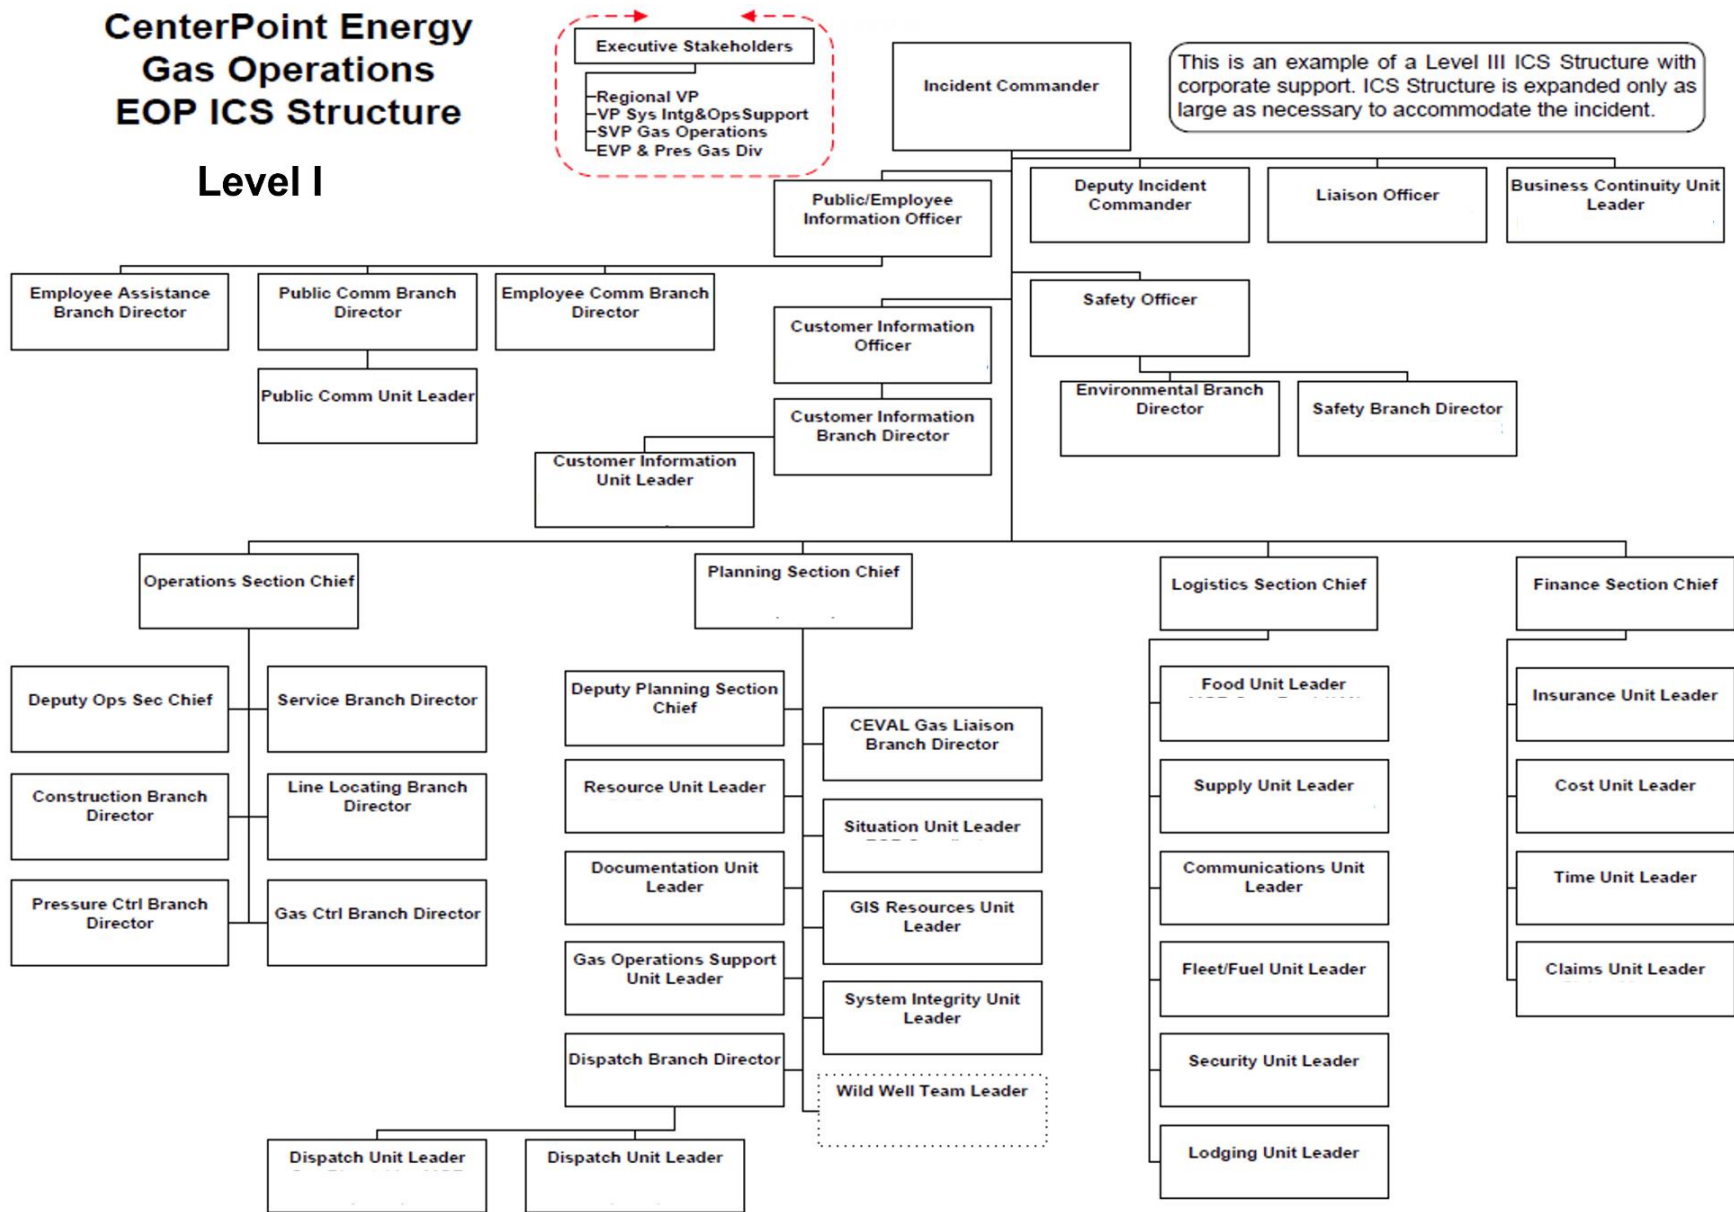 CenterPoint Energy
Gas Operations
EOP ICS Structure
Level I
Executive Stakeholders
Regional VP
VP Sys Intg&OpsSupport
SVP Gas Operations
EVP & Pres Gas Div
Incident Commander
This is an example of a Level III ICS Structure with
corporate support. ICS Structure is expanded only as
large as necessary to accommodate the incident.
Public/Employee
Information Officer
Deputy Incident
Commander
Liaison Officer
Business Continuity Unit
Leader
Employee Assistance
Branch Director
Public Comm Branch
Director
Employee Comm Branch
Director
Public Comm Unit Leader
Customer Information
Officer
Safety Officer
Customer Information
Branch Director
Environmental Branch
Director
Safety Branch Director
Customer Information
Unit Leader
Operations Section Chief
Planning Section Chief
Logistics Section Chief
Finance Section Chief
Deputy Ops Sec Chief
Service Branch Director
Construction Branch
Director
Line Locating Branch
Director
Pressure Ctrl Branch
Director
Gas Ctrl Branch Director
Deputy Planning Section
Chief
CEVAL Gas Liaison
Branch Director
Resource Unit Leader
Situation Unit Leader
Documentation Unit
Leader
GIS Resources Unit
Leader
Gas Operations Support
Unit Leader
System Integrity Unit
Leader
Dispatch Branch Director
Wild Well Team Leader
Dispatch Unit Leader
Dispatch Unit Leader
Food Unit Leader
Supply Unit Leader
Communications Unit
Leader
Fleet/Fuel Unit Leader
Security Unit Leader
Lodging Unit Leader
Insurance Unit Leader
Cost Unit Leader
Time Unit Leader
Claims Unit Leader